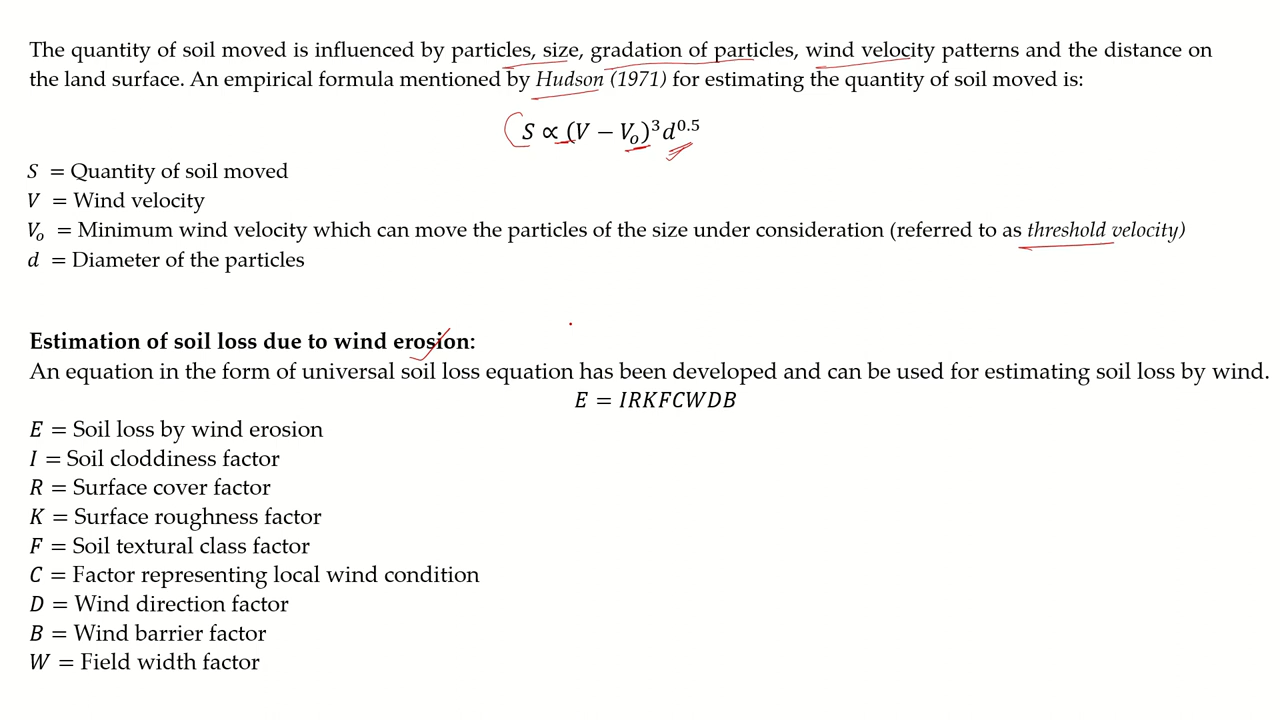 The quantity of soil moved is influenced by particles, size, gradation of particles, wind velocity patterns and the distance on
the land surface. An empirical formula mentioned by Hudson (1971) for estimating the quantity of soil moved is:
S ∝ (V − Vₒ)³d^0.5
S = Quantity of soil moved
V = Wind velocity
Vₒ = Minimum wind velocity which can move the particles of the size under consideration (referred to as threshold velocity)
d = Diameter of the particles
Estimation of soil loss due to wind erosion:
An equation in the form of universal soil loss equation has been developed and can be used for estimating soil loss by wind.
E = IRKFCWDB
E = Soil loss by wind erosion
I = Soil cloddiness factor
R = Surface cover factor
K = Surface roughness factor
F = Soil textural class factor
C = Factor representing local wind condition
D = Wind direction factor
B = Wind barrier factor
W = Field width factor